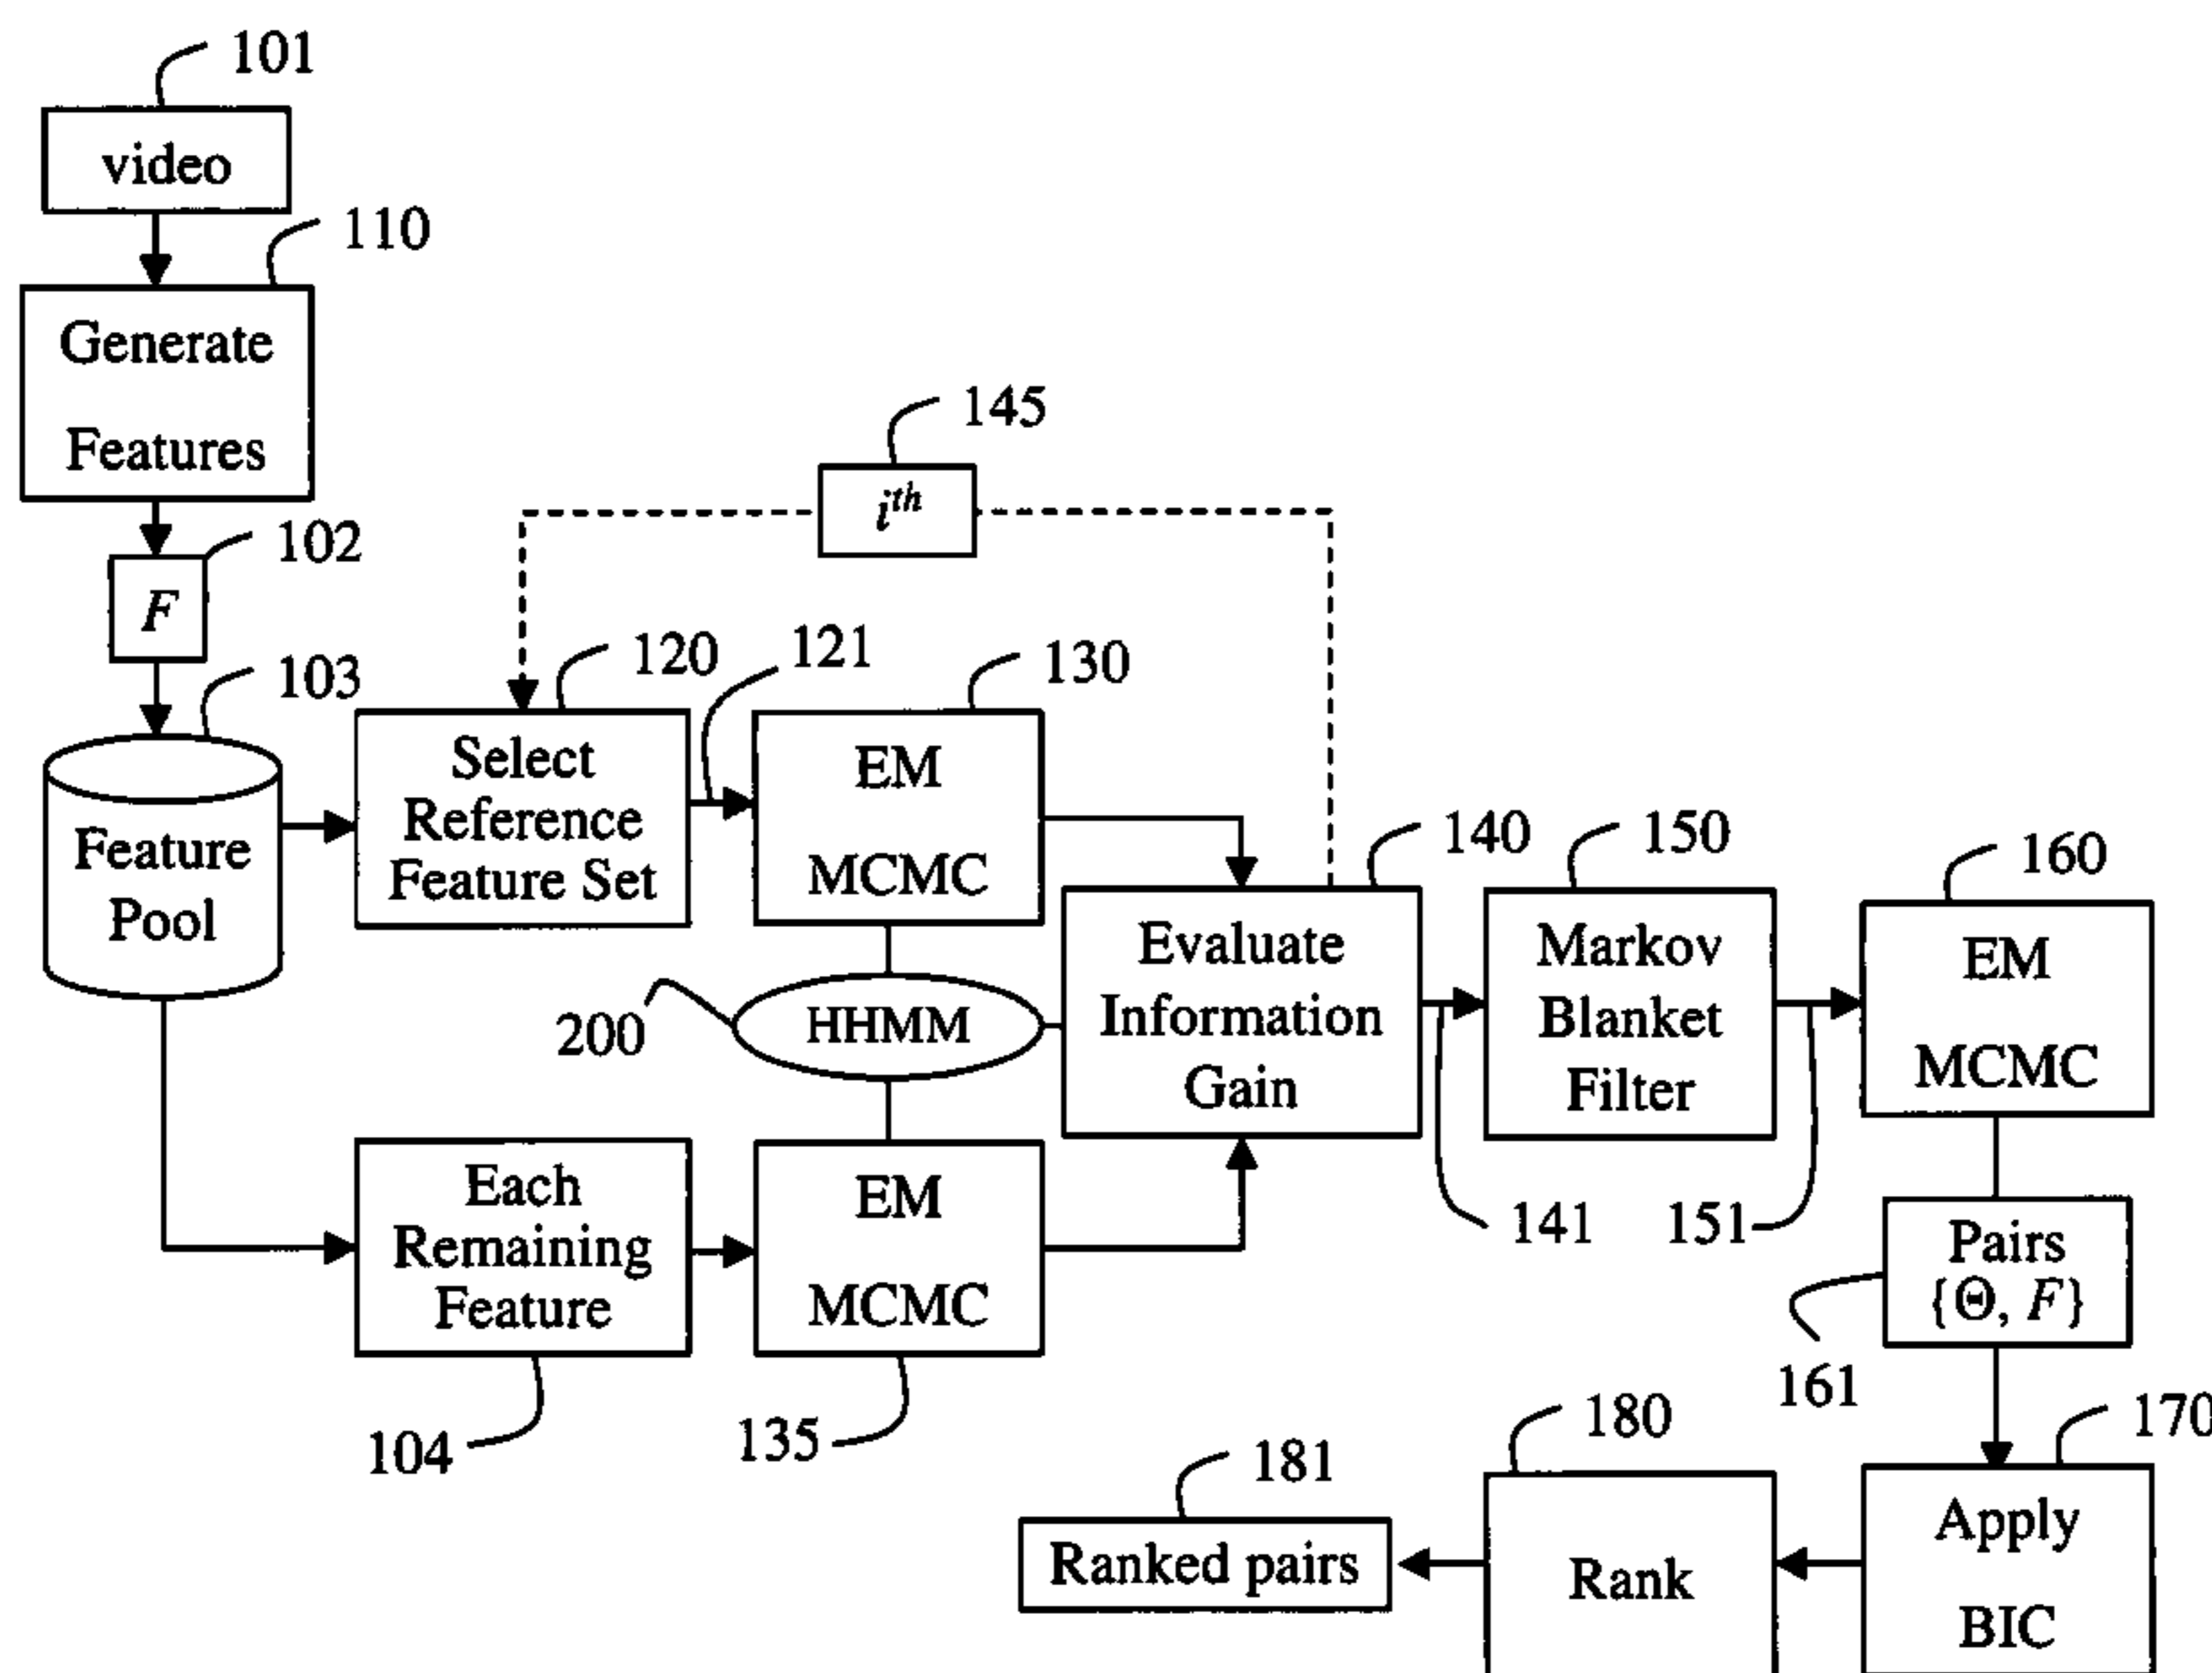 101
video
110
Generate
Features
102
F
103
Feature
Pool
145
i^th
120
121
130
Select
Reference
Feature Set
EM
MCMC
200
HHMM
140
Evaluate
Information
Gain
150
Markov
Blanket
Filter
160
EM
MCMC
Each
Remaining
Feature
104
EM
MCMC
135
141
151
Pairs
{Θ, F}
161
170
Apply
BIC
180
Rank
181
Ranked pairs